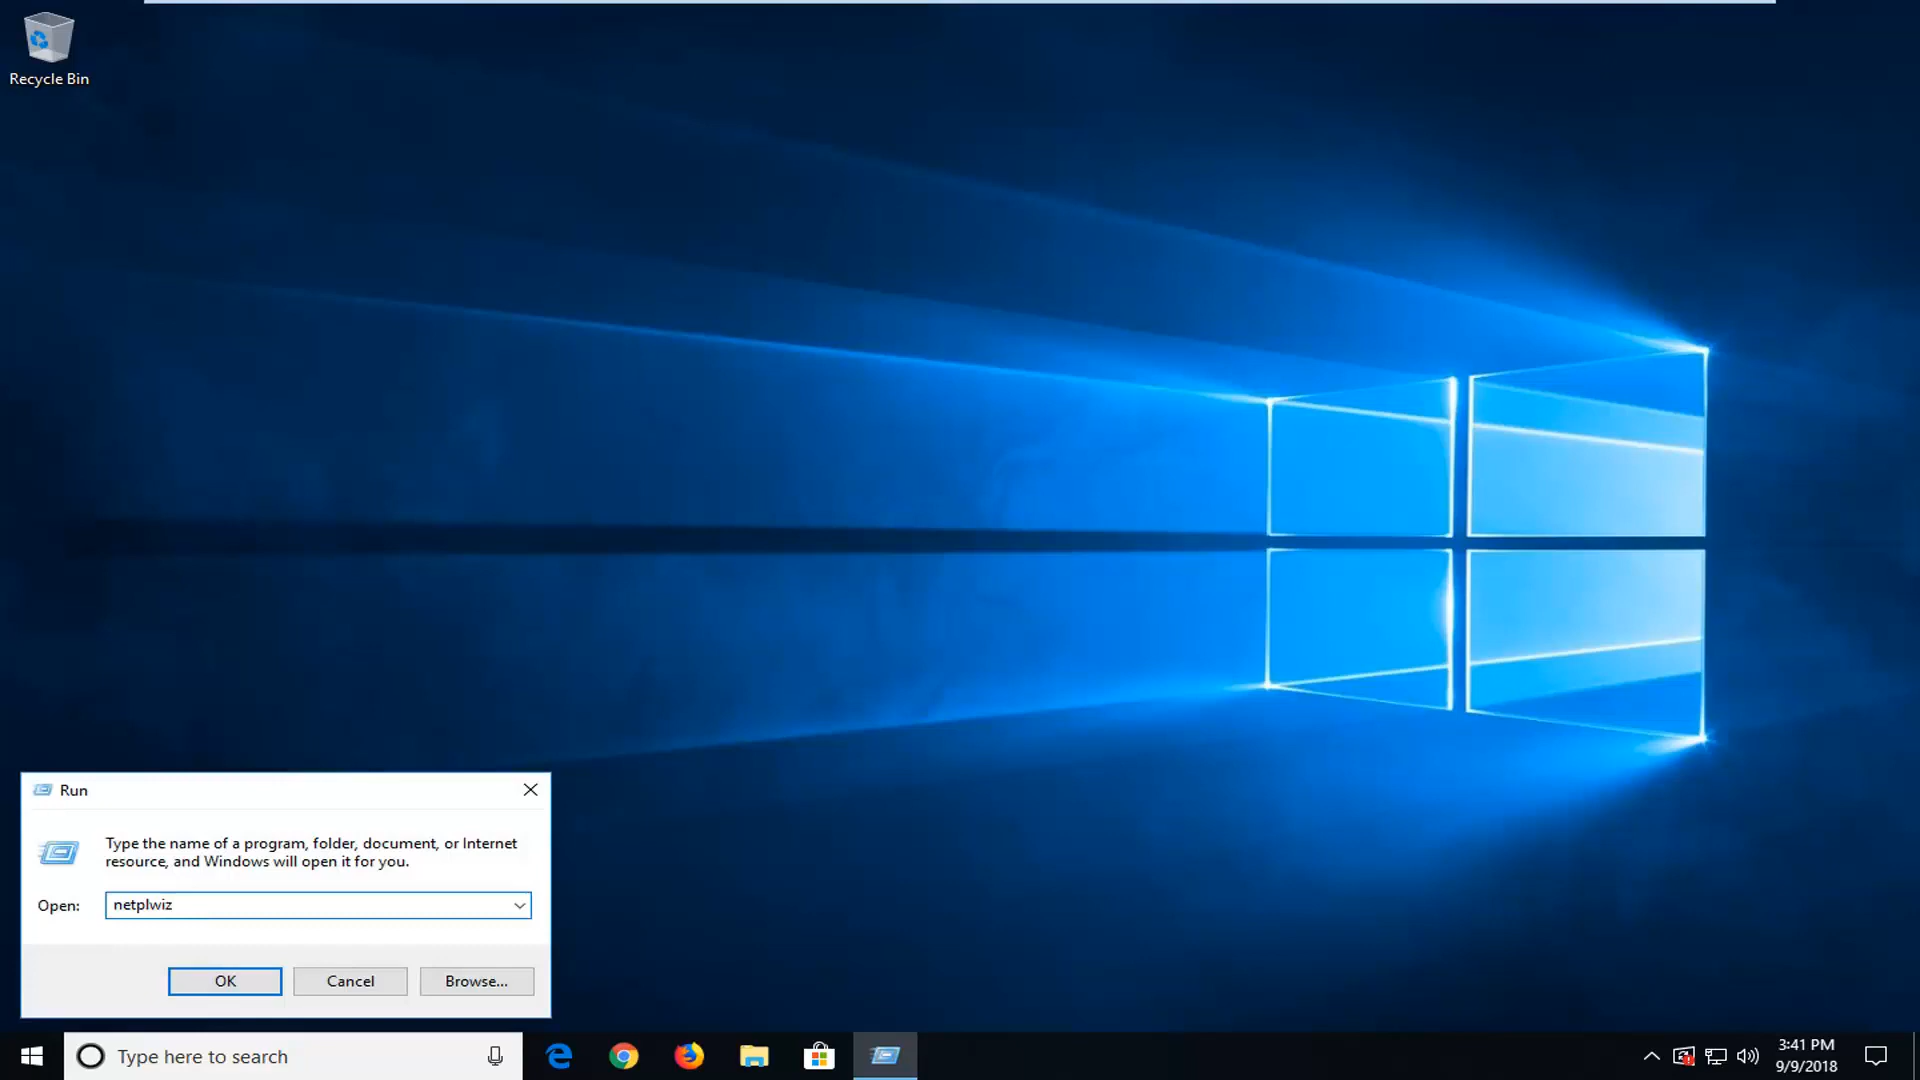 Recycle Bin
Run
Type the name of a program, folder, document, or Internet
resource, and Windows will open it for you.
Open:
netplwiz
OK
Cancel
Browse...
Type here to search
3:41 PM
9/9/2018